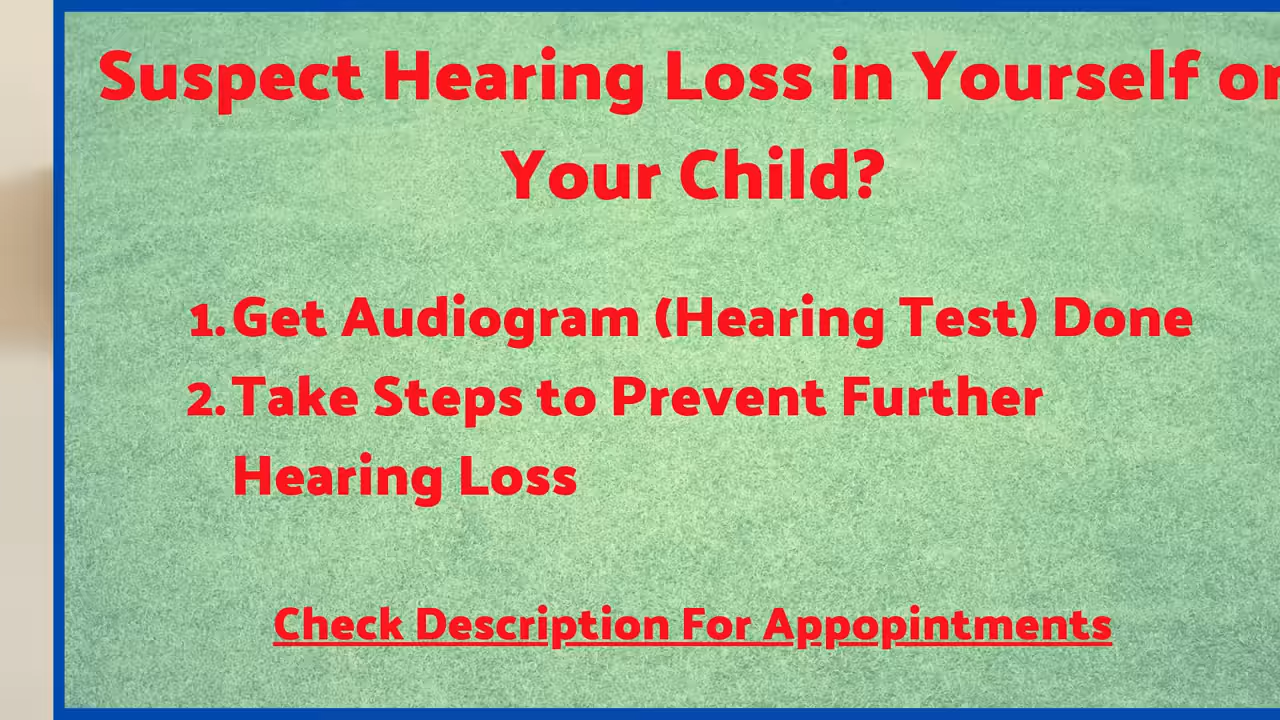 Suspect Hearing Loss in Yourself or
Your Child?
1. Get Audiogram (Hearing Test) Done
2. Take Steps to Prevent Further
Hearing Loss
Check Description For Appopintments